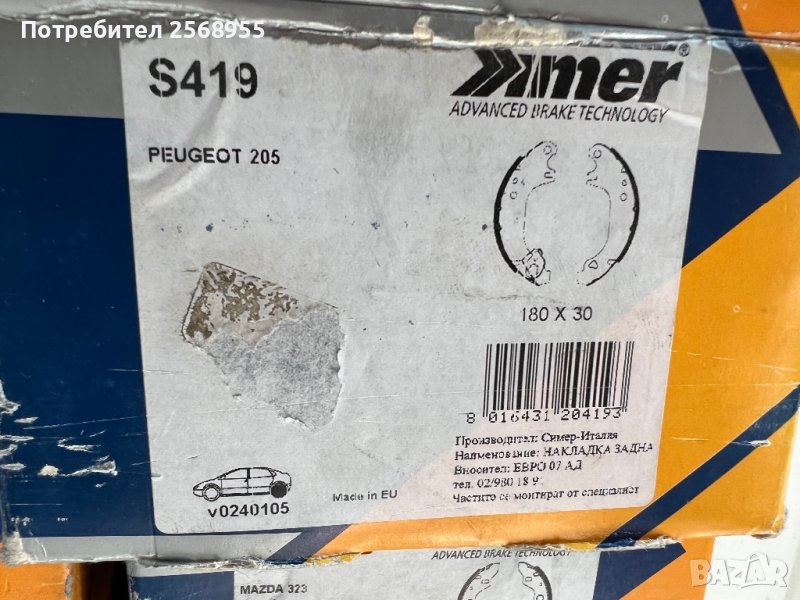 Потребител 2568955
S419
Simer®
ADVANCED BRAKE TECHNOLOGY
PEUGEOT 205
180 X 30
8 016431 204193
Производител: Симер-Италия
Наименование: НАКЛАДКА ЗАДНА
Вносител: ЕВРО 07 АД
тел. 02/980 18 9
Частите се монтират от специалист
v0240105
Made in EU
ADVANCED BRAKE TECHNOLOGY
MAZDA 323
BAZAR